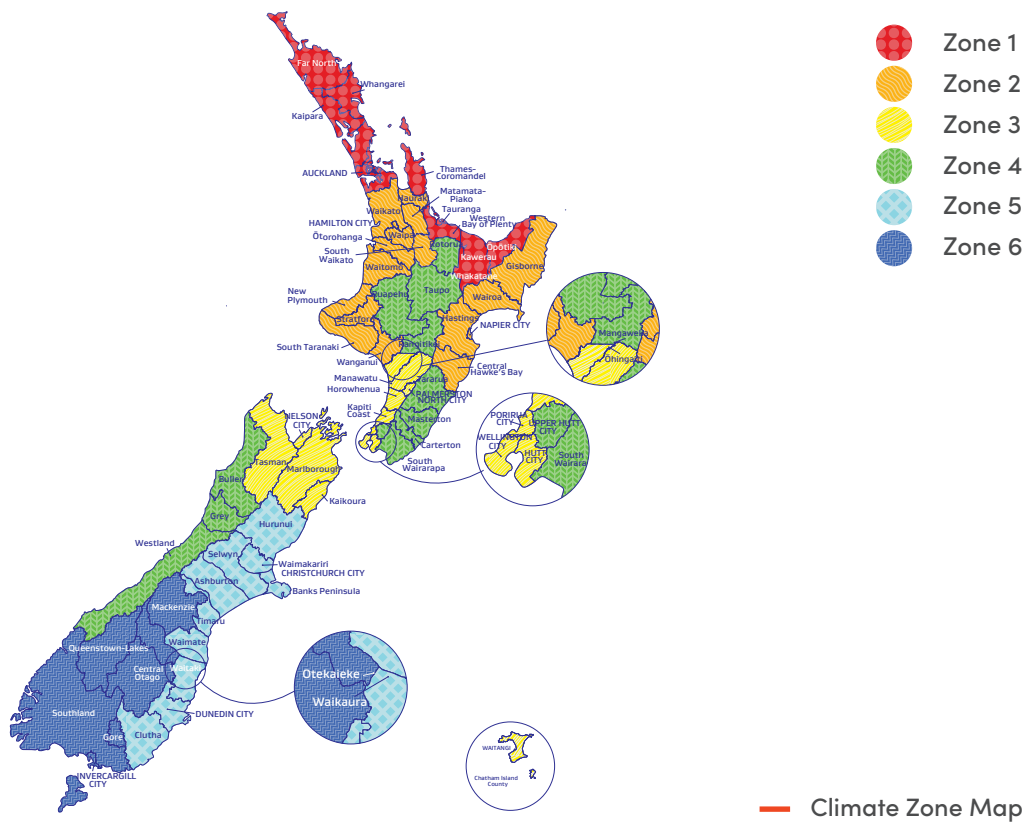 Zone 1
Zone 2
Zone 3
Zone 4
Zone 5
Zone 6
Far North
Whangarei
Kaipara
AUCKLAND
Thames-
Coromandel
Matamata-
Piako
Hauraki
Tauranga
Waikato
Western
Bay of Plenty
HAMILTON CITY
Waipa
Ōtorohanga
Rotorua
Ōpōtiki
South
Waikato
Kawerau
Waitomo
Gisborne
Whakatane
Taupo
Ruapehu
New
Plymouth
Wairoa
Stratford
Hastings
NAPIER CITY
South Taranaki
Rangitikei
Wanganui
Central
Hawke's Bay
Manawatu
Tararua
Horowhenua
PALMERSTON
NORTH CITY
Kapiti
Coast
Masterton
Carterton
South
Wairarapa
Mangaweka
Ōhingaiti
PORIRUA
CITY
UPPER HUTT
CITY
WELLINGTON
CITY
HUTT
CITY
South
Wairara
NELSON
CITY
Tasman
Marlborough
Buller
Kaikoura
Grey
Hurunui
Westland
Selwyn
Waimakariri
CHRISTCHURCH CITY
Ashburton
Banks Peninsula
Mackenzie
Timaru
Waimate
Queenstown-Lakes
Waitaki
Central
Otago
Otekaieke
Waikaura
Southland
DUNEDIN CITY
Clutha
Gore
INVERCARGILL
CITY
WAITANGI
Chatham Island
County
Climate Zone Map